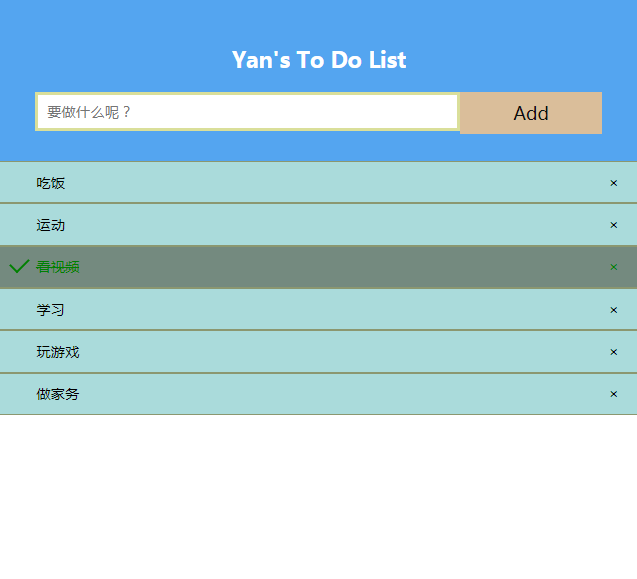 Yan's To Do List
要做什么呢？
Add
吃饭 ×
运动 ×
看视频 ×
学习 ×
玩游戏 ×
做家务 ×